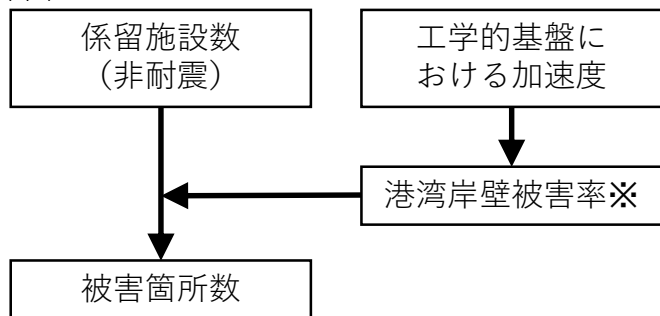 係留施設数
（非耐震）
工学的基盤に
おける加速度
港湾岸壁被害率※
被害箇所数